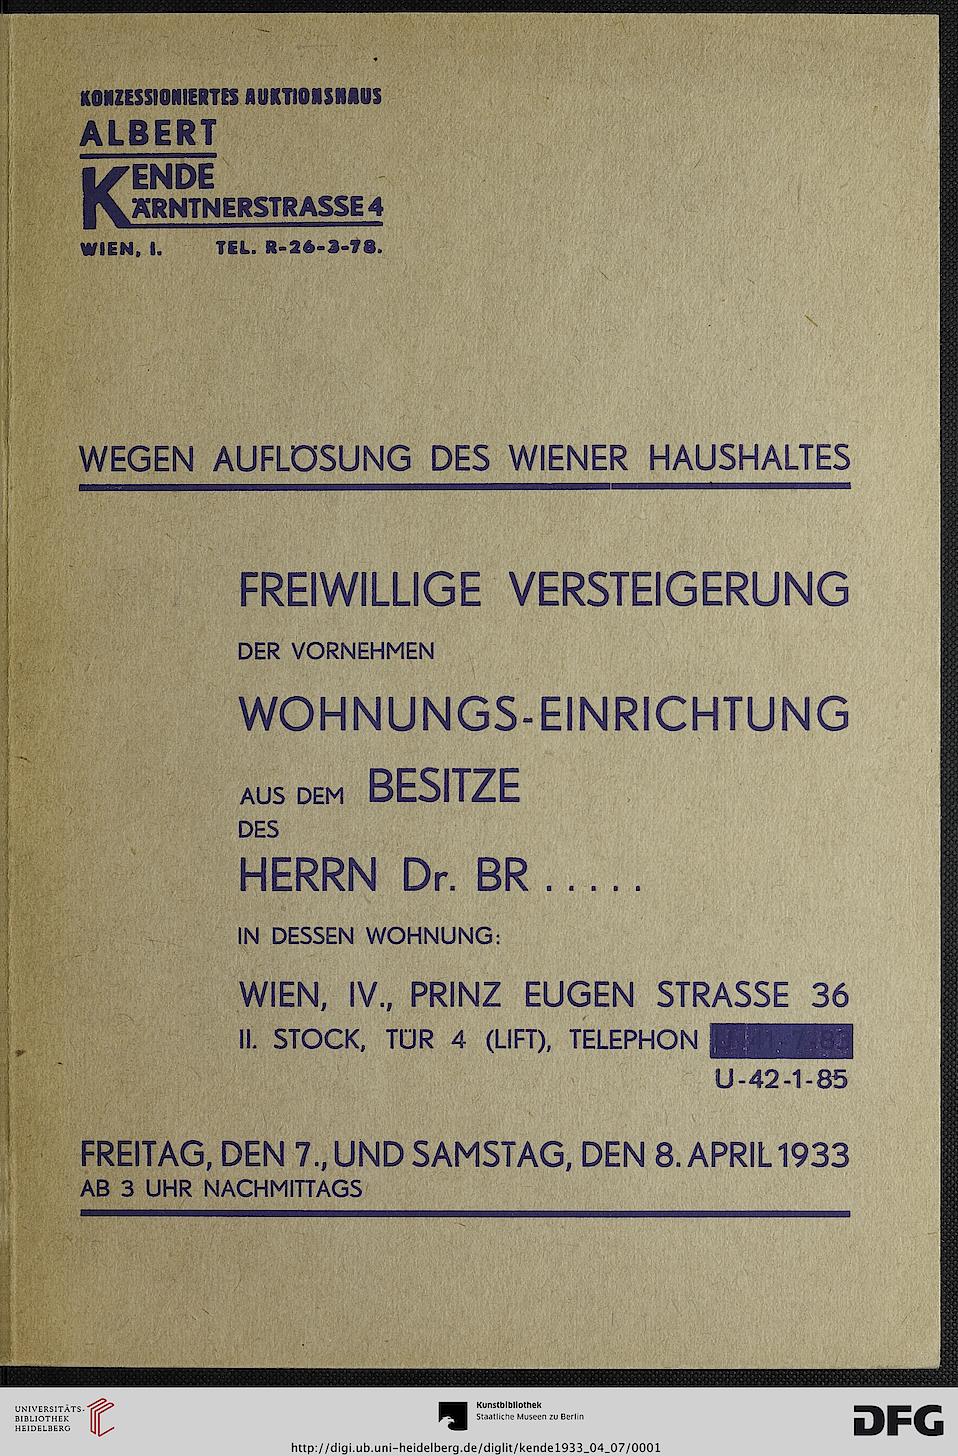 KONZESSIONIERTES AUKTIONSHAUS
ALBERT
KENDE
KÄRNTNERSTRASSE 4
WIEN, I. TEL. R-26-3-78.
WEGEN AUFLÖSUNG DES WIENER HAUSHALTES
FREIWILLIGE VERSTEIGERUNG
DER VORNEHMEN
WOHNUNGS-EINRICHTUNG
AUS DEM BESITZE
DES
HERRN Dr. BR . . . . .
IN DESSEN WOHNUNG:
WIEN, IV., PRINZ EUGEN STRASSE 36
II. STOCK, TÜR 4 (LIFT), TELEPHON
U-42-1-85
FREITAG, DEN 7., UND SAMSTAG, DEN 8. APRIL 1933
AB 3 UHR NACHMITTAGS
UNIVERSITÄTS-
BIBLIOTHEK
HEIDELBERG
Kunstbibliothek
Staatliche Museen zu Berlin
DFG
http://digi.ub.uni-heidelberg.de/diglit/kende1933_04_07/0001